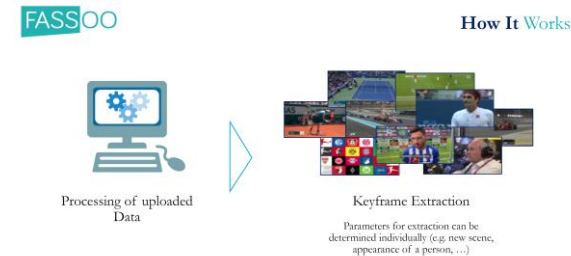 FASSOO
How It Works
Processing of uploaded
Data
Keyframe Extraction
Parameters for extraction can be
determined individually (e.g. new scene,
appearance of a person, …)